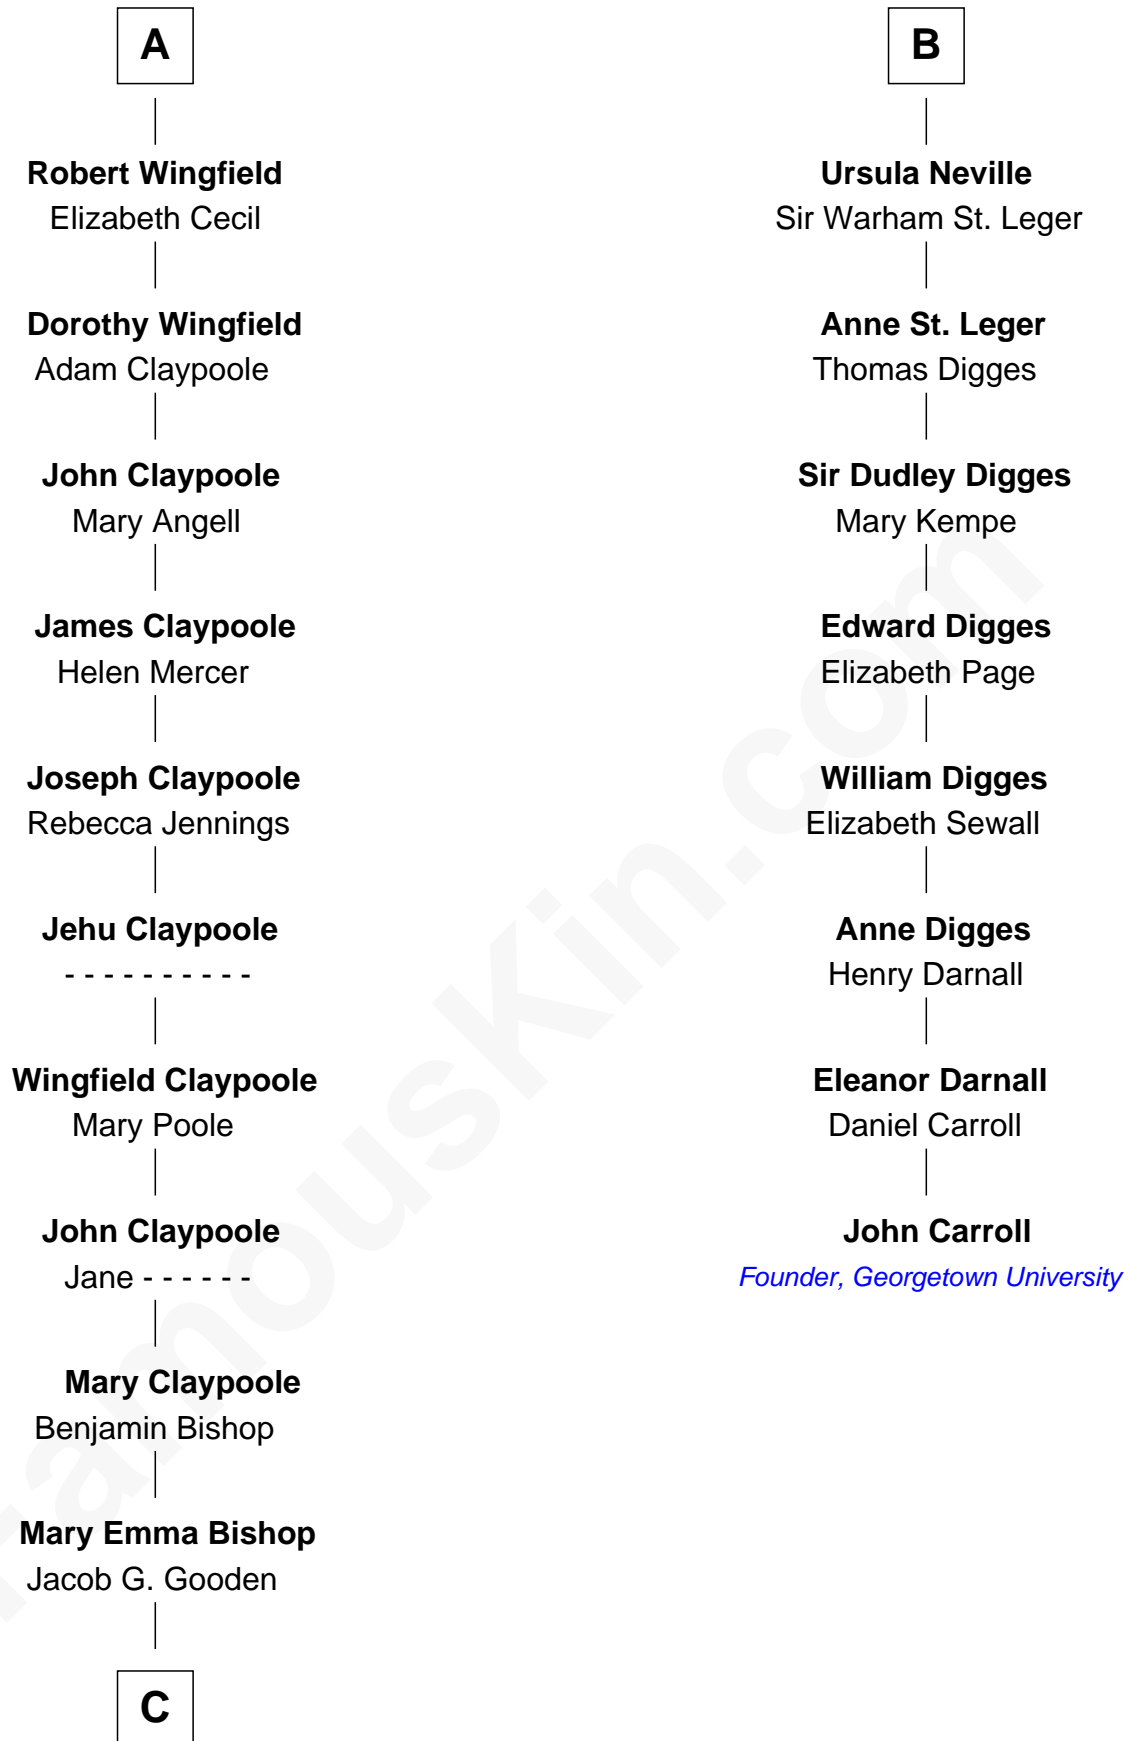 A
Robert Wingfield
Elizabeth Cecil
Dorothy Wingfield
Adam Claypoole
John Claypoole
Mary Angell
James Claypoole
Helen Mercer
Joseph Claypoole
Rebecca Jennings
Jehu Claypoole
- - - - - - - - - -
Wingfield Claypoole
Mary Poole
John Claypoole
Jane - - - - - -
Mary Claypoole
Benjamin Bishop
Mary Emma Bishop
Jacob G. Gooden
C
B
Ursula Neville
Sir Warham St. Leger
Anne St. Leger
Thomas Digges
Sir Dudley Digges
Mary Kempe
Edward Digges
Elizabeth Page
William Digges
Elizabeth Sewall
Anne Digges
Henry Darnall
Eleanor Darnall
Daniel Carroll
John Carroll
Founder, Georgetown University
FamousKin.com